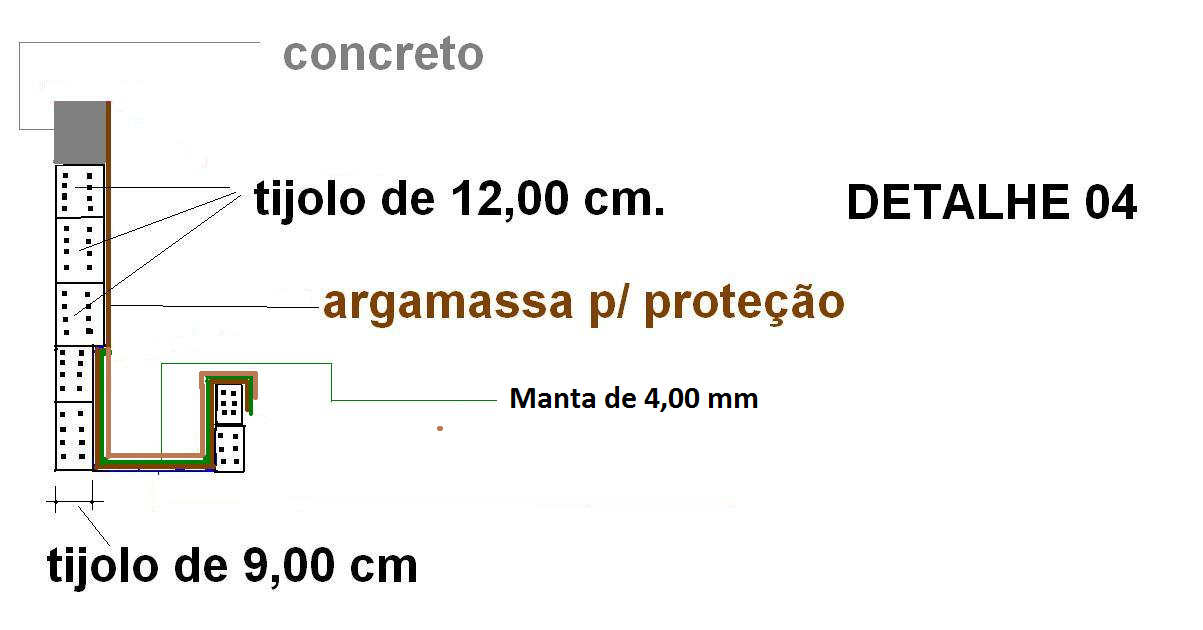 concreto
tijolo de 12,00 cm.
DETALHE 04
argamassa p/ proteção
Manta de 4,00 mm
tijolo de 9,00 cm